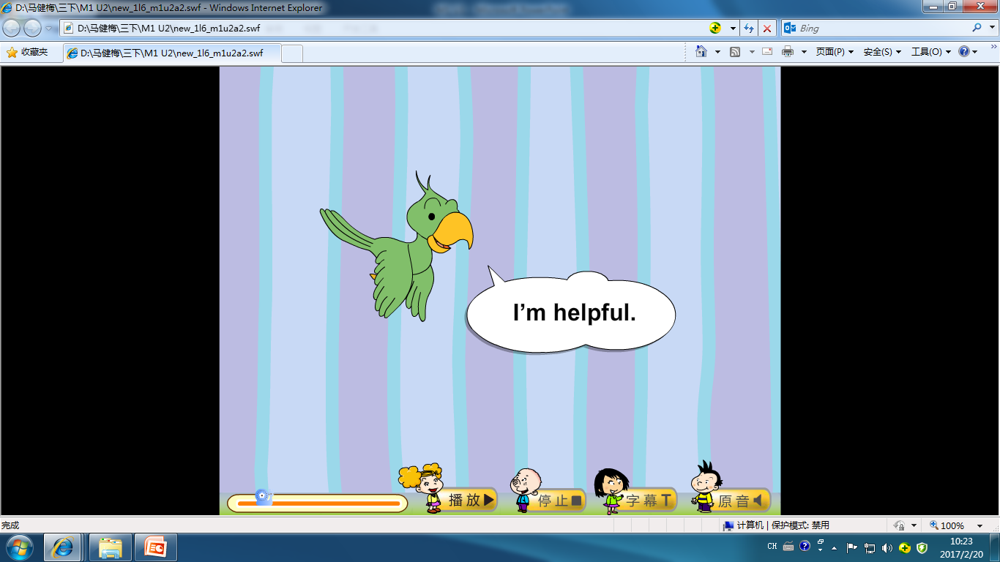 D:\马健梅\三下\M1 U2\new_1l6_m1u2a2.swf - Windows Internet Explorer
D:\马健梅\三下\M1 U2\new_1l6_m1u2a2.swf
Bing
收藏夹
D:\马健梅\三下\M1 U2\new_1l6_m1u2a2.swf
页面(P)
安全(S)
工具(O)
I'm helpful.
播放
停止
字幕T
原音
完成
计算机 | 保护模式: 禁用
100%
CH
10:23
2017/2/20